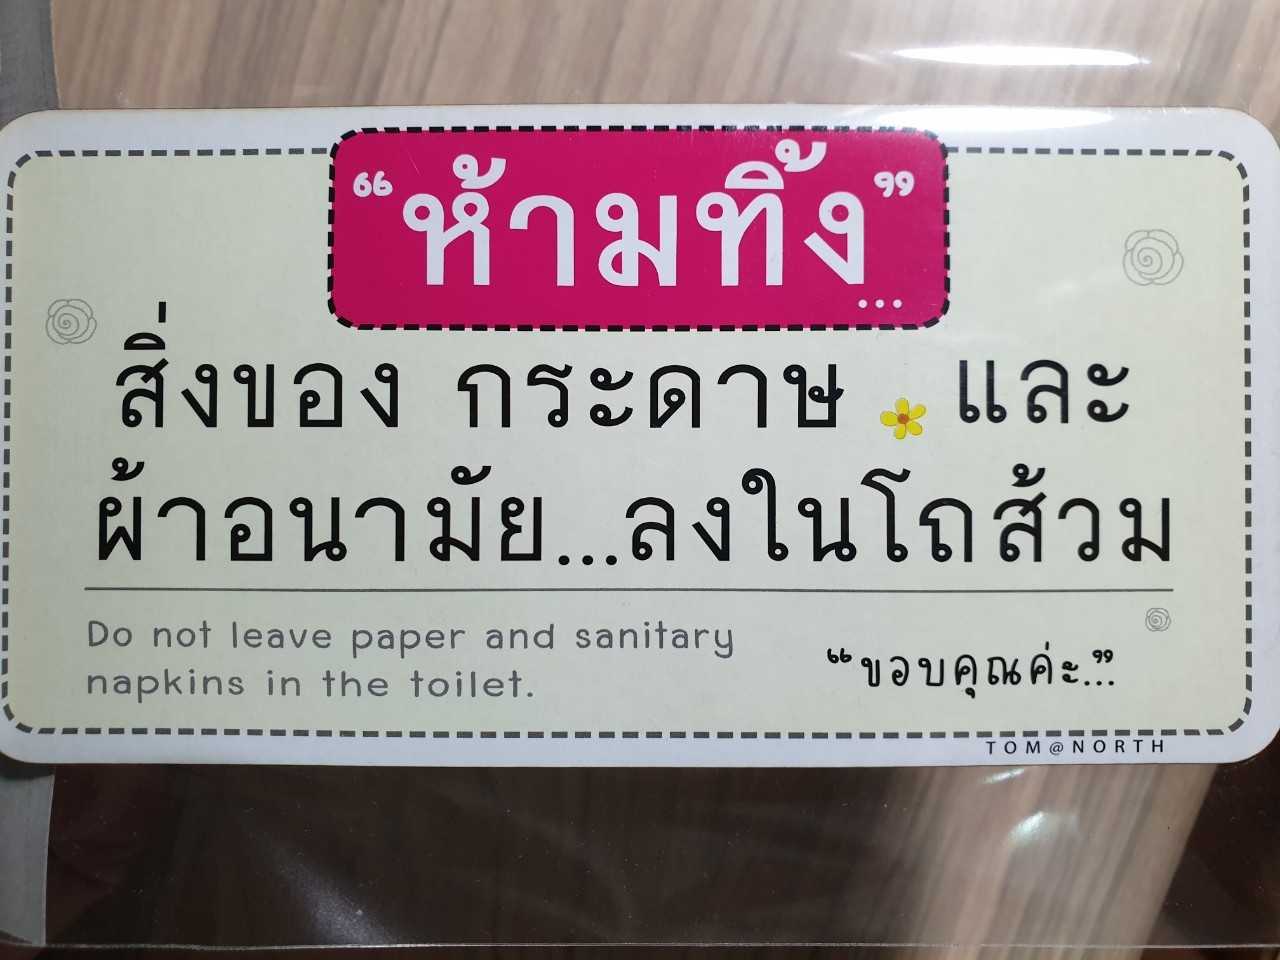 “ห้ามทิ้ง”...
สิ่งของ กระดาษ และ
ผ้าอนามัย...ลงในโถส้วม
Do not leave paper and sanitary
napkins in the toilet.
“ขอบคุณค่ะ...”
TOM@NORTH